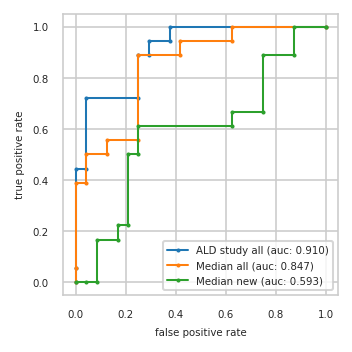 1.0
0.8
0.6
0.4
0.2
0.0
true positive rate
ALD study all (auc: 0.910)
Median all (auc: 0.847)
Median new (auc: 0.593)
0.0 0.2 0.4 0.6 0.8 1.0
false positive rate